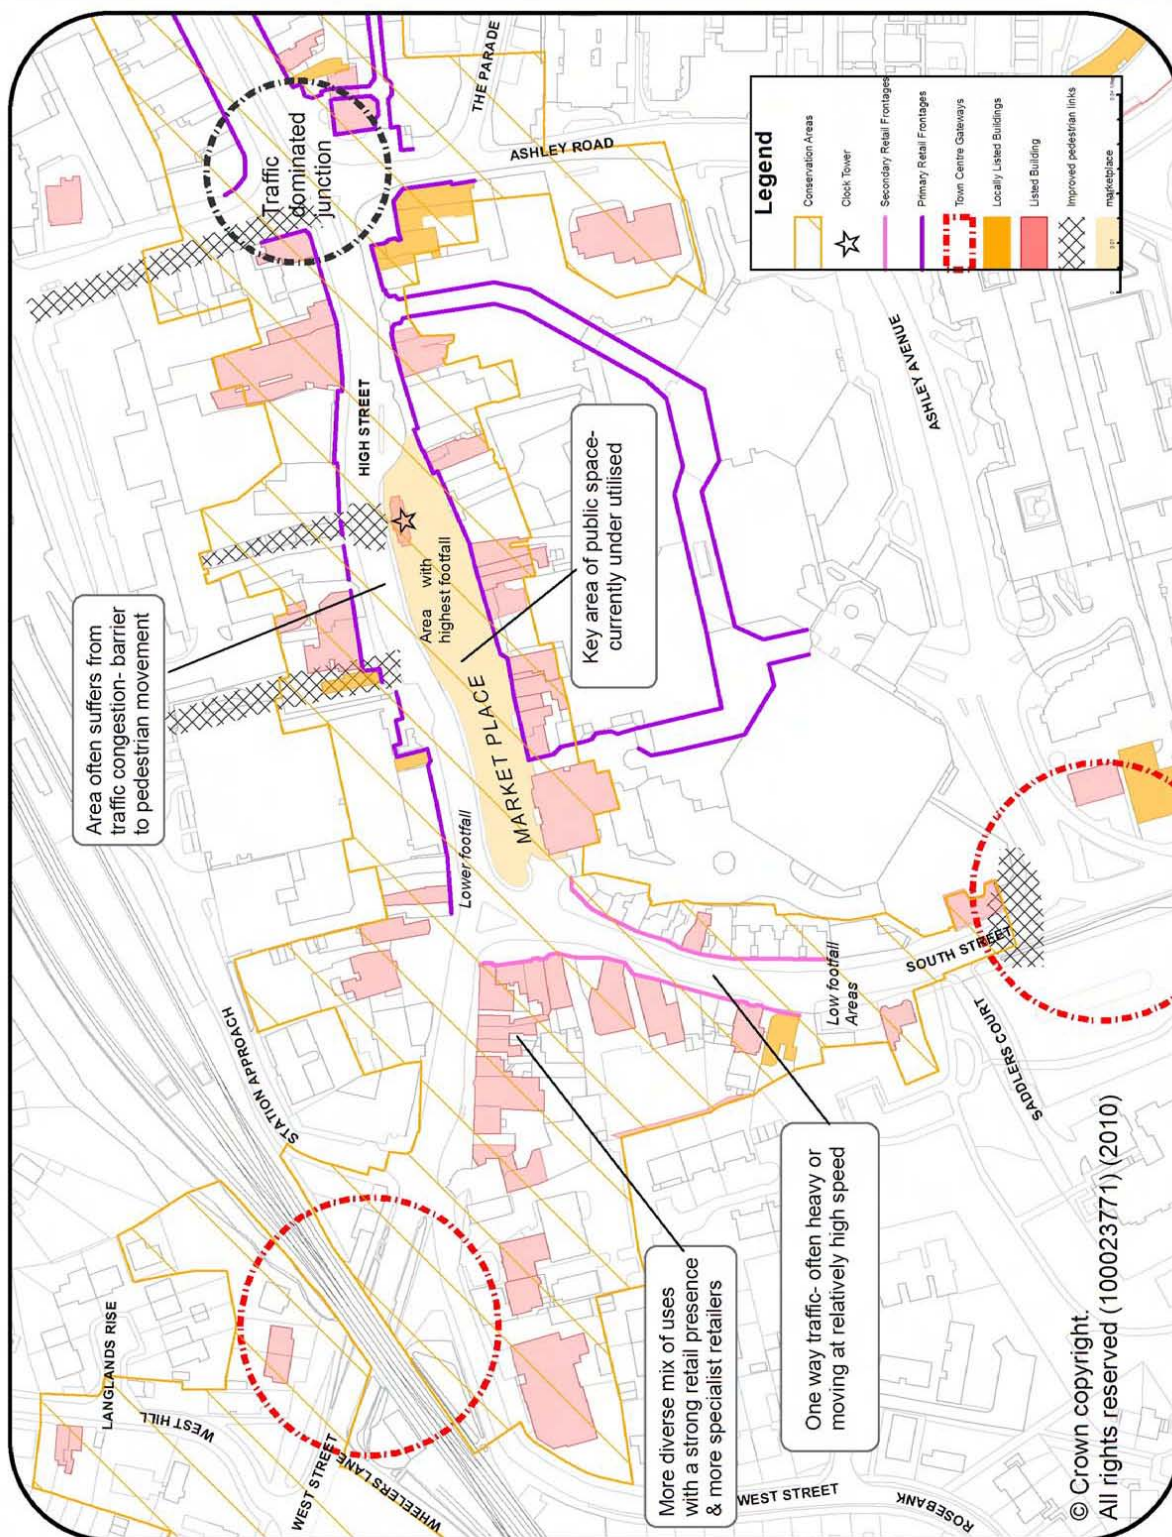 Area often suffers from
traffic congestion- barrier
to pedestrian movement
Traffic
dominated
junction
THE PARADE
ASHLEY ROAD
HIGH STREET
Area with
highest footfall
MARKET PLACE
Key area of public space-
currently under utilised
ASHLEY AVENUE
Lower footfall
Low footfall
Areas
SOUTH STREET
SADDLERS COURT
STATION APPROACH
LANGLANDS RISE
WEST HILL
WEST STREET
WHEELERS LANE
WEST STREET
ROSEBANK
More diverse mix of uses
with a strong retail presence
& more specialist retailers
One way traffic- often heavy or
moving at relatively high speed
Legend
Conservation Areas
Clock Tower
Secondary Retail Frontages
Primary Retail Frontages
Town Centre Gateways
Locally Listed Buildings
Listed Building
Improved pedestrian links
marketplace
© Crown copyright.
All rights reserved (100023771) (2010)